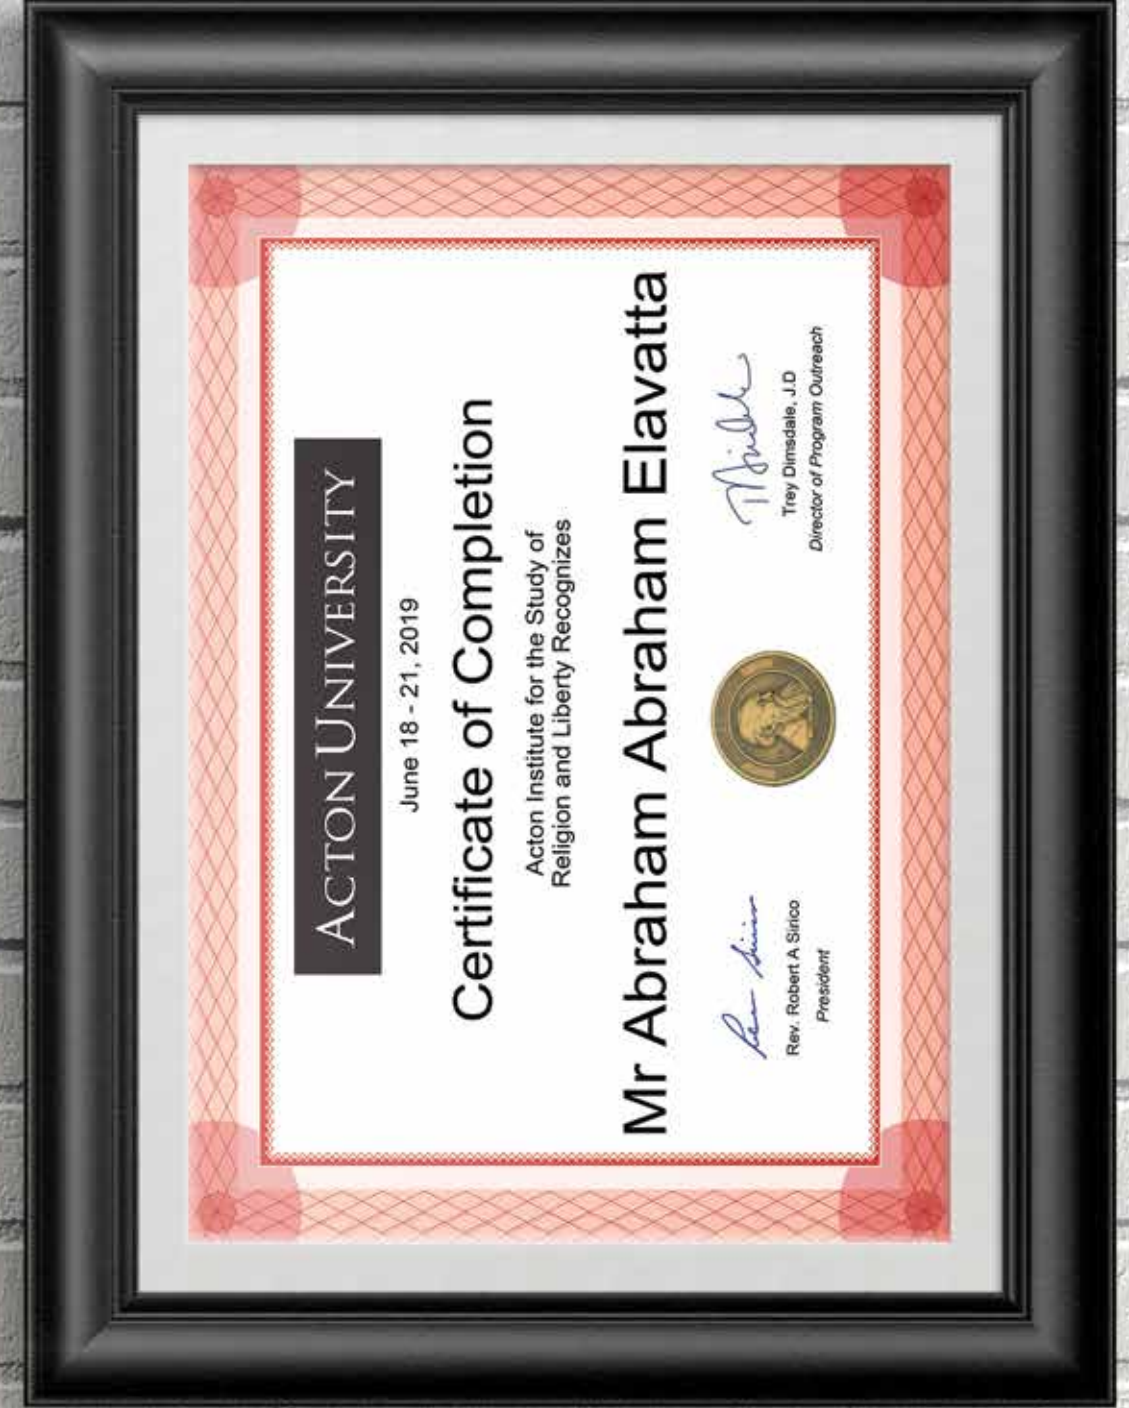 ACTON UNIVERSITY
June 18 - 21, 2019
Certificate of Completion
Acton Institute for the Study of
Religion and Liberty Recognizes
Mr Abraham Abraham Elavatta
Rev. Robert A Sirico
President
Trey Dimsdale, J.D
Director of Program Outreach